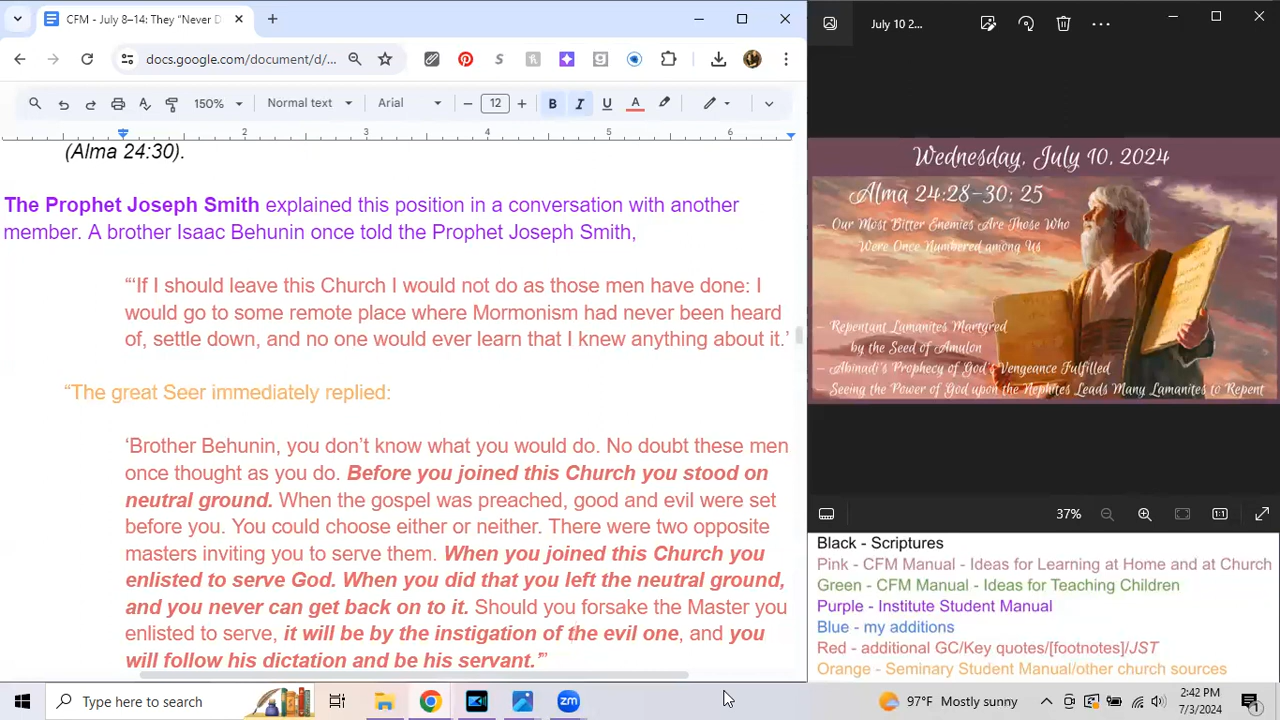 CFM - July 8–14: They “Never D
docs.google.com/document/d/...
150%
Normal text
Arial
12
B
I
U
A
2
3
4
5
6
(Alma 24:30).
The Prophet Joseph Smith explained this position in a conversation with another
member. A brother Isaac Behunin once told the Prophet Joseph Smith,
“‘If I should leave this Church I would not do as those men have done: I
would go to some remote place where Mormonism had never been heard
of, settle down, and no one would ever learn that I knew anything about it.’
“The great Seer immediately replied:
‘Brother Behunin, you don’t know what you would do. No doubt these men
once thought as you do. Before you joined this Church you stood on
neutral ground. When the gospel was preached, good and evil were set
before you. You could choose either or neither. There were two opposite
masters inviting you to serve them. When you joined this Church you
enlisted to serve God. When you did that you left the neutral ground,
and you never can get back on to it. Should you forsake the Master you
enlisted to serve, it will be by the instigation of the evil one, and you
will follow his dictation and be his servant.’”
July 10 2...
Wednesday, July 10, 2024
Alma 24:28–30; 25
Our Most Bitter Enemies Are Those Who
Were Once Numbered among Us
– Repentant Lamanites Martyred
by the Seed of Amulon
– Abinadi's Prophecy of God's Vengeance Fulfilled
– Seeing the Power of God upon the Nephites Leads Many Lamanites to Repent
37%
1:1
Black - Scriptures
Pink - CFM Manual - Ideas for Learning at Home and at Church
Green - CFM Manual - Ideas for Teaching Children
Purple - Institute Student Manual
Blue - my additions
Red - additional GC/Key quotes/[footnotes]/JST
Orange - Seminary Student Manual/other church sources
Type here to search
zm
97°F Mostly sunny
2:42 PM
7/3/2024
1